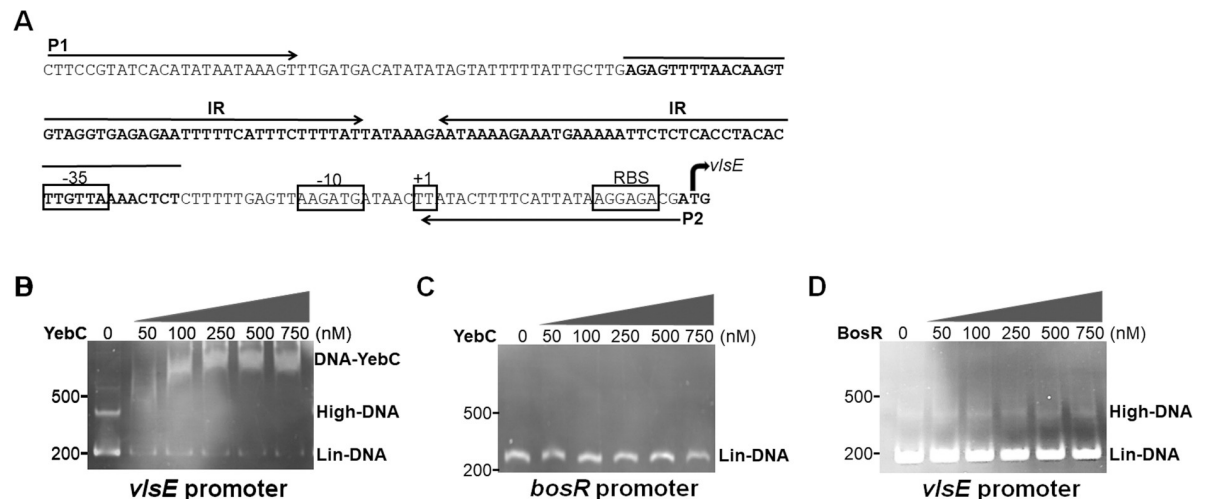 A
P1
CTTCCGTATCACATATAATAAAGTTTGATGACATATATAGTATTTTTATTGCTTGAGAGTTTTAACAAGT
IR IR
GTAGGTGAGAGAATTTTTCATTTCTTTTATTATAAAGAATAAAAGAAATGAAAAATTCTCTCACCTACAC
-35 -10 +1 RBS vlsE
TTGTTAAAACTCTCTTTTTGAGTTAAGATGATAACTTATACTTTTCATTATAAGGAGACGATG
P2
B
YebC 0 50 100 250 500 750 (nM)
DNA-YebC
500
High-DNA
200
Lin-DNA
vlsE promoter
C
YebC 0 50 100 250 500 750 (nM)
500
Lin-DNA
200
bosR promoter
D
BosR 0 50 100 250 500 750 (nM)
500
High-DNA
200
Lin-DNA
vlsE promoter